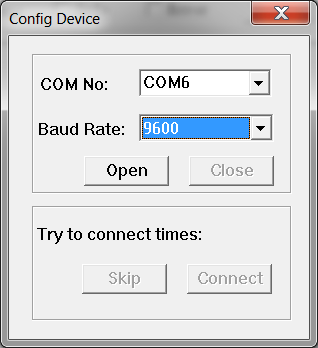 Config Device
COM No: COM6
Baud Rate: 9600
Open Close
Try to connect times:
Skip Connect